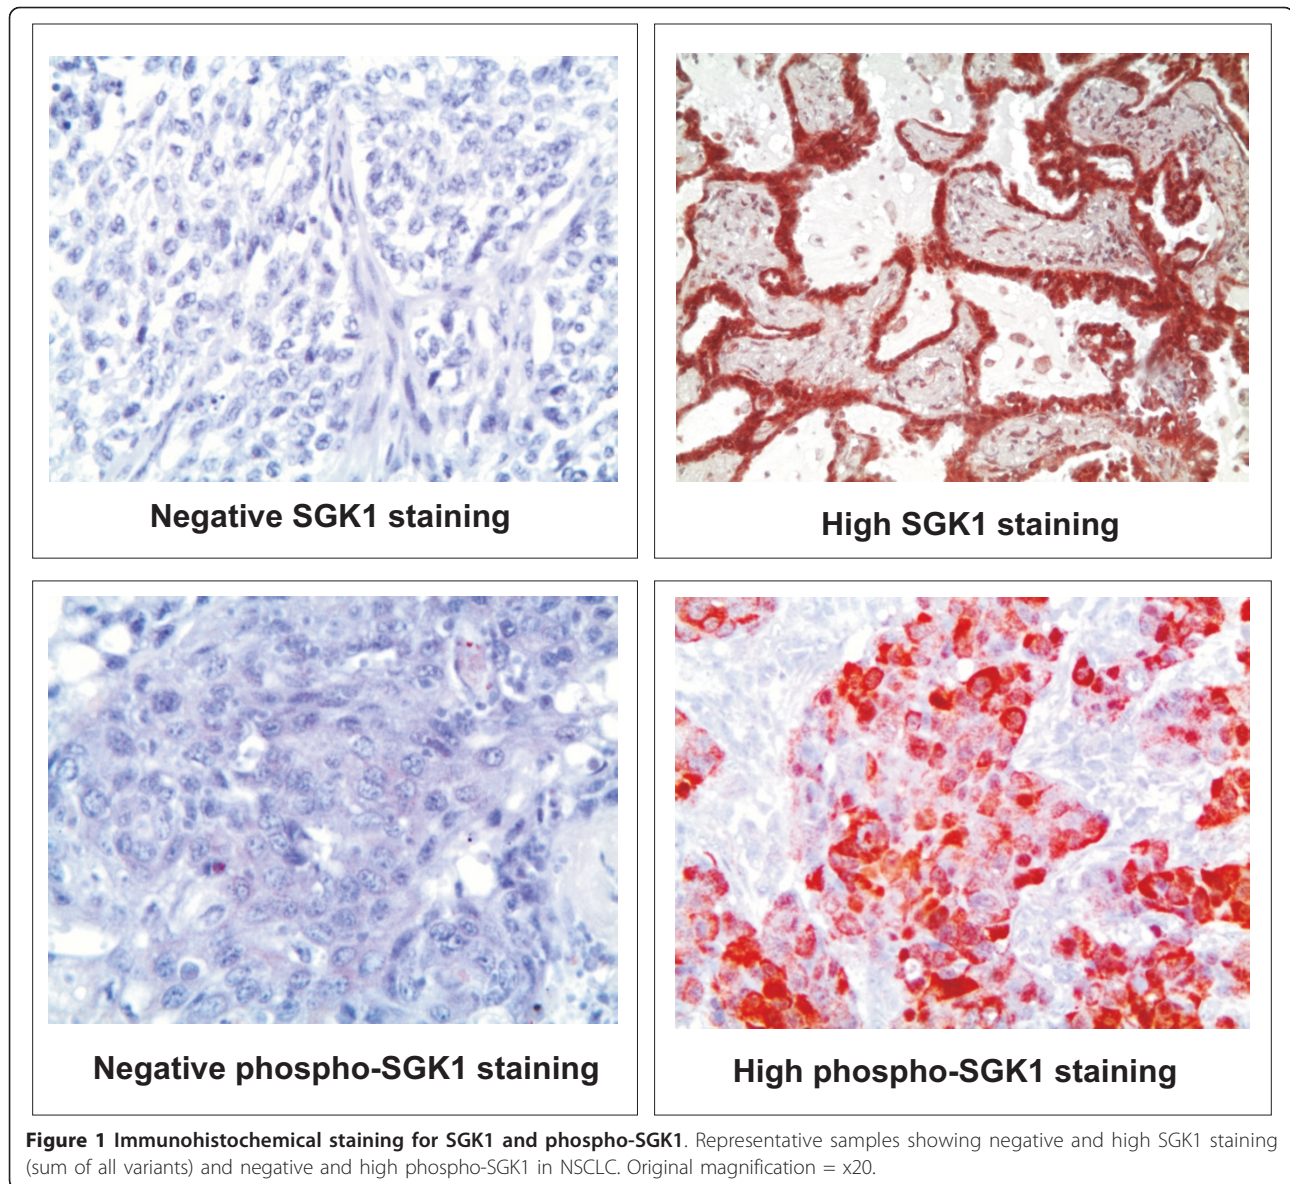 Negative SGK1 staining
High SGK1 staining
Negative phospho-SGK1 staining
High phospho-SGK1 staining
Figure 1 Immunohistochemical staining for SGK1 and phospho-SGK1. Representative samples showing negative and high SGK1 staining
(sum of all variants) and negative and high phospho-SGK1 in NSCLC. Original magnification = x20.